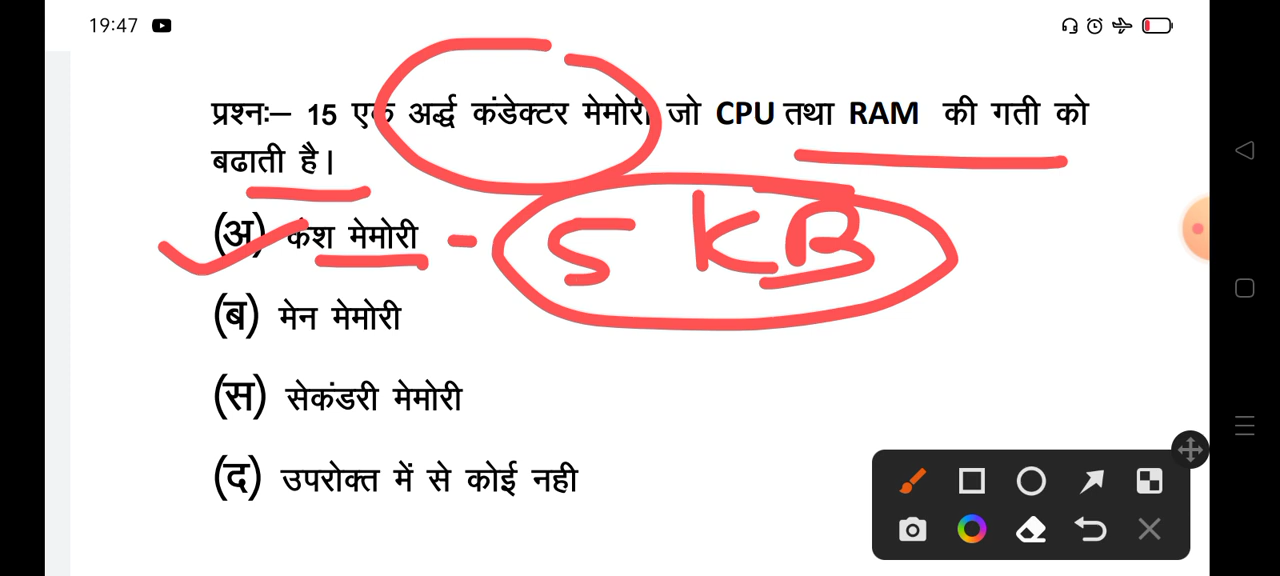 19:47
प्रश्नः– 15 एक अर्द्ध कंडेक्टर मेमोरी जो CPU तथा RAM की गती को
बढाती है।
(अ) कैश मेमोरी - 5 KB
(ब) मेन मेमोरी
(स) सेकंडरी मेमोरी
(द) उपरोक्त में से कोई नही